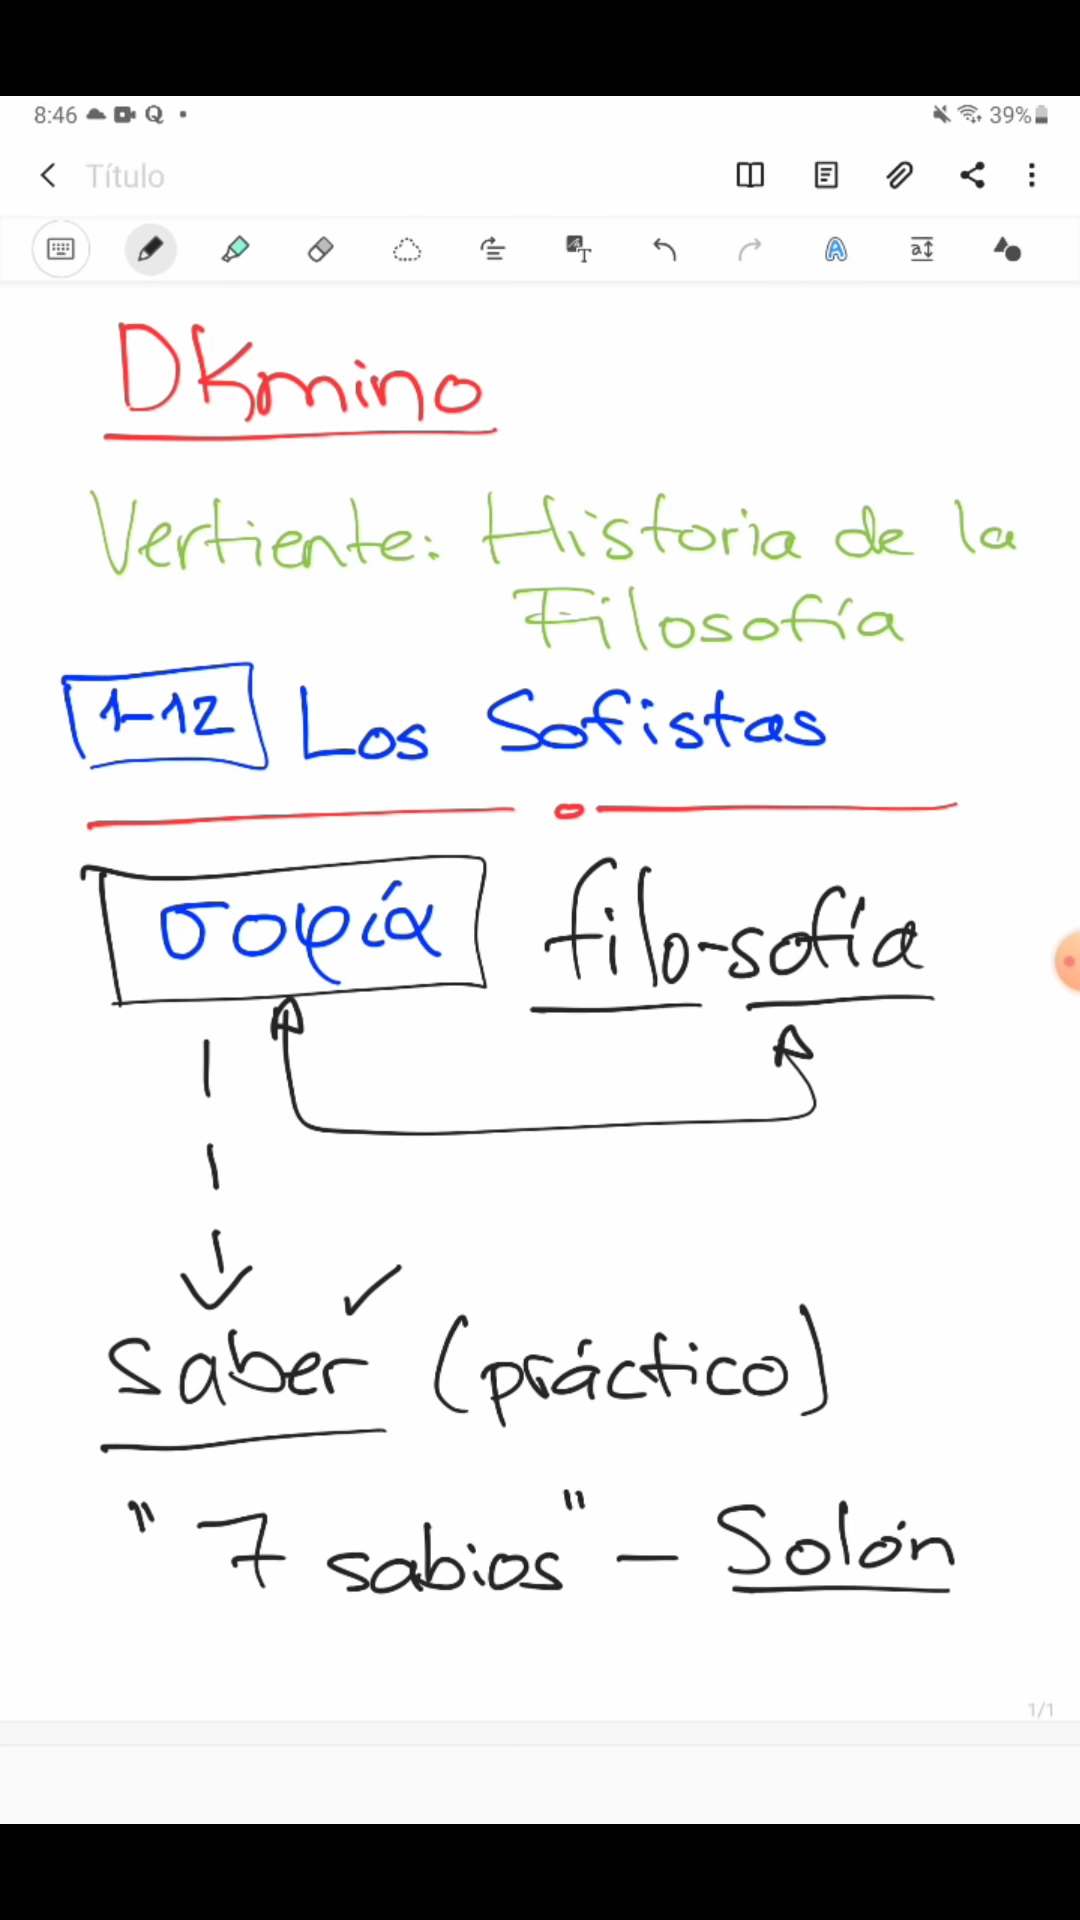 8:46
39%
Título
DKmino
Vertiente: Historia de la
Filosofía
1-12 Los Sofistas
σοφία filo-sofía
saber (práctico)
"7 sabios" - Solón
1/1